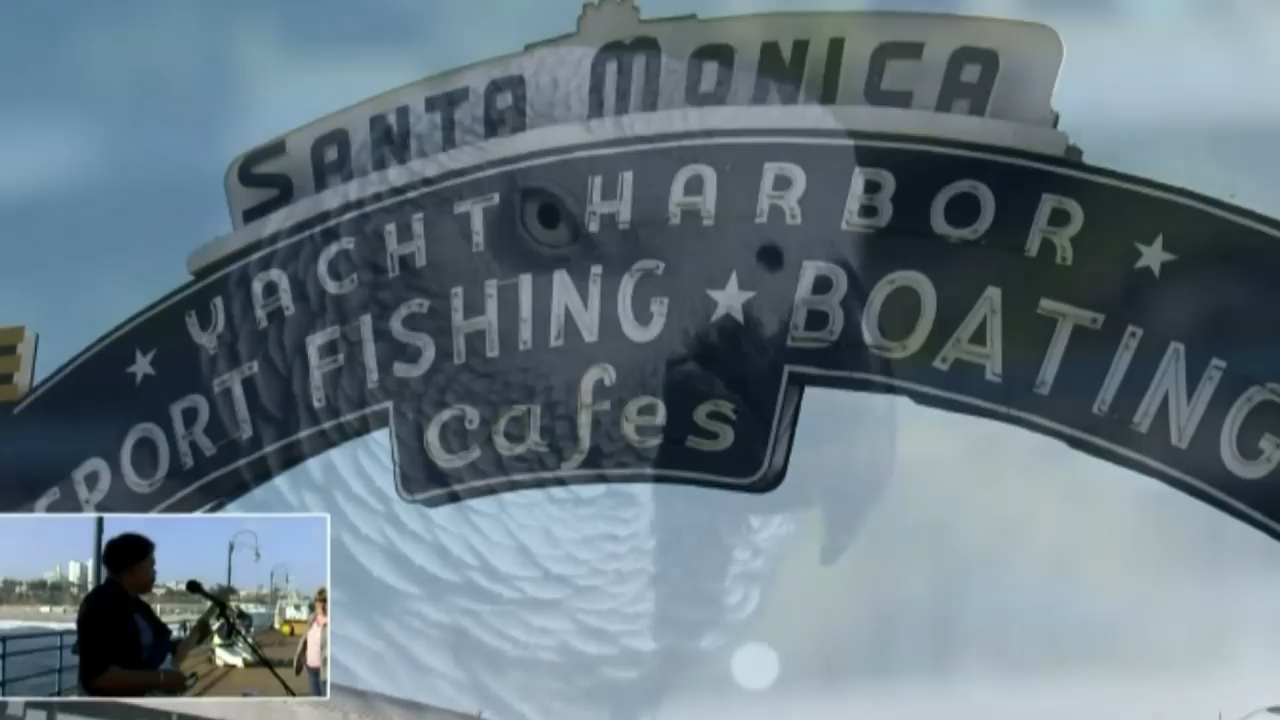 SANTA MONICA
YACHT HARBOR
SPORT FISHING ★ BOATING
cafes
E